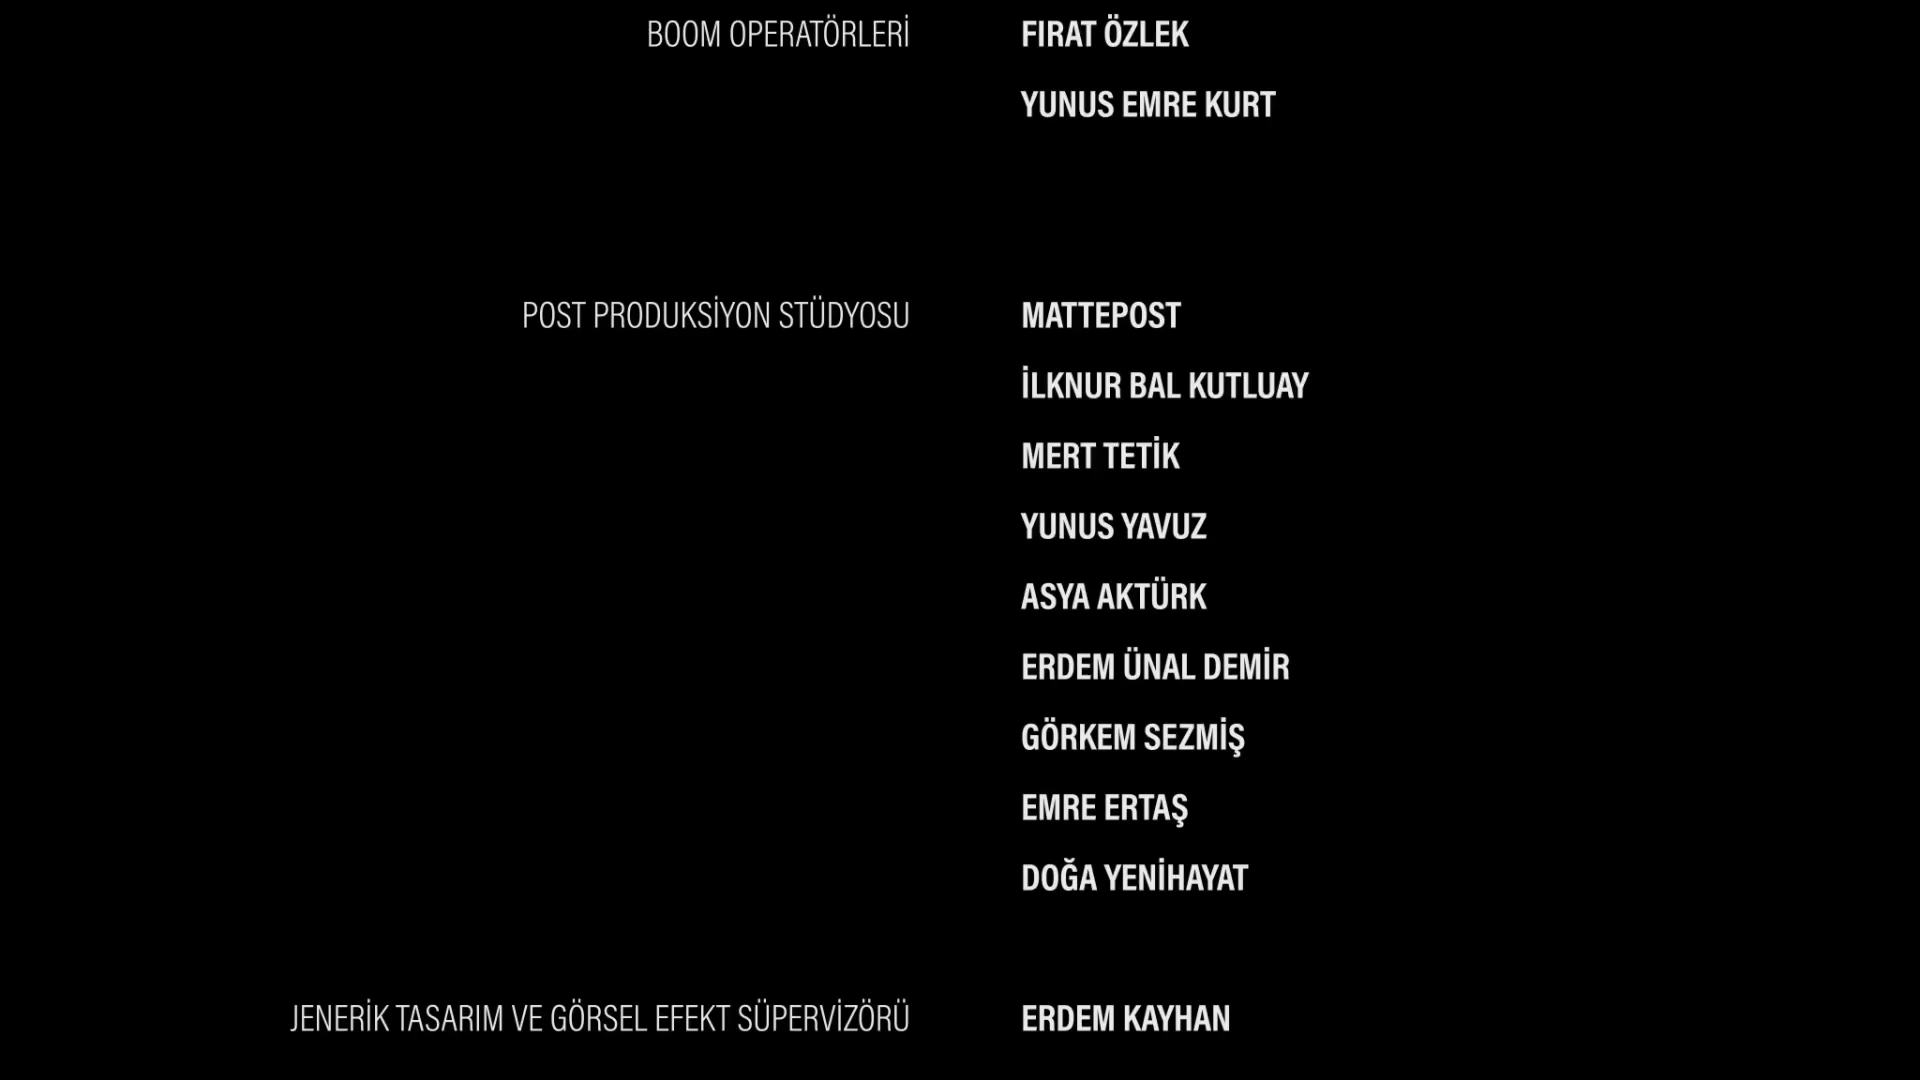 BOOM OPERATÖRLERİ FIRAT ÖZLEK
YUNUS EMRE KURT
POST PRODUKSİYON STÜDYOSU MATTEPOST
İLKNUR BAL KUTLUAY
MERT TETİK
YUNUS YAVUZ
ASYA AKTÜRK
ERDEM ÜNAL DEMİR
GÖRKEM SEZMİŞ
EMRE ERTAŞ
DOĞA YENİHAYAT
JENERİK TASARIM VE GÖRSEL EFEKT SÜPERVİZÖRÜ ERDEM KAYHAN